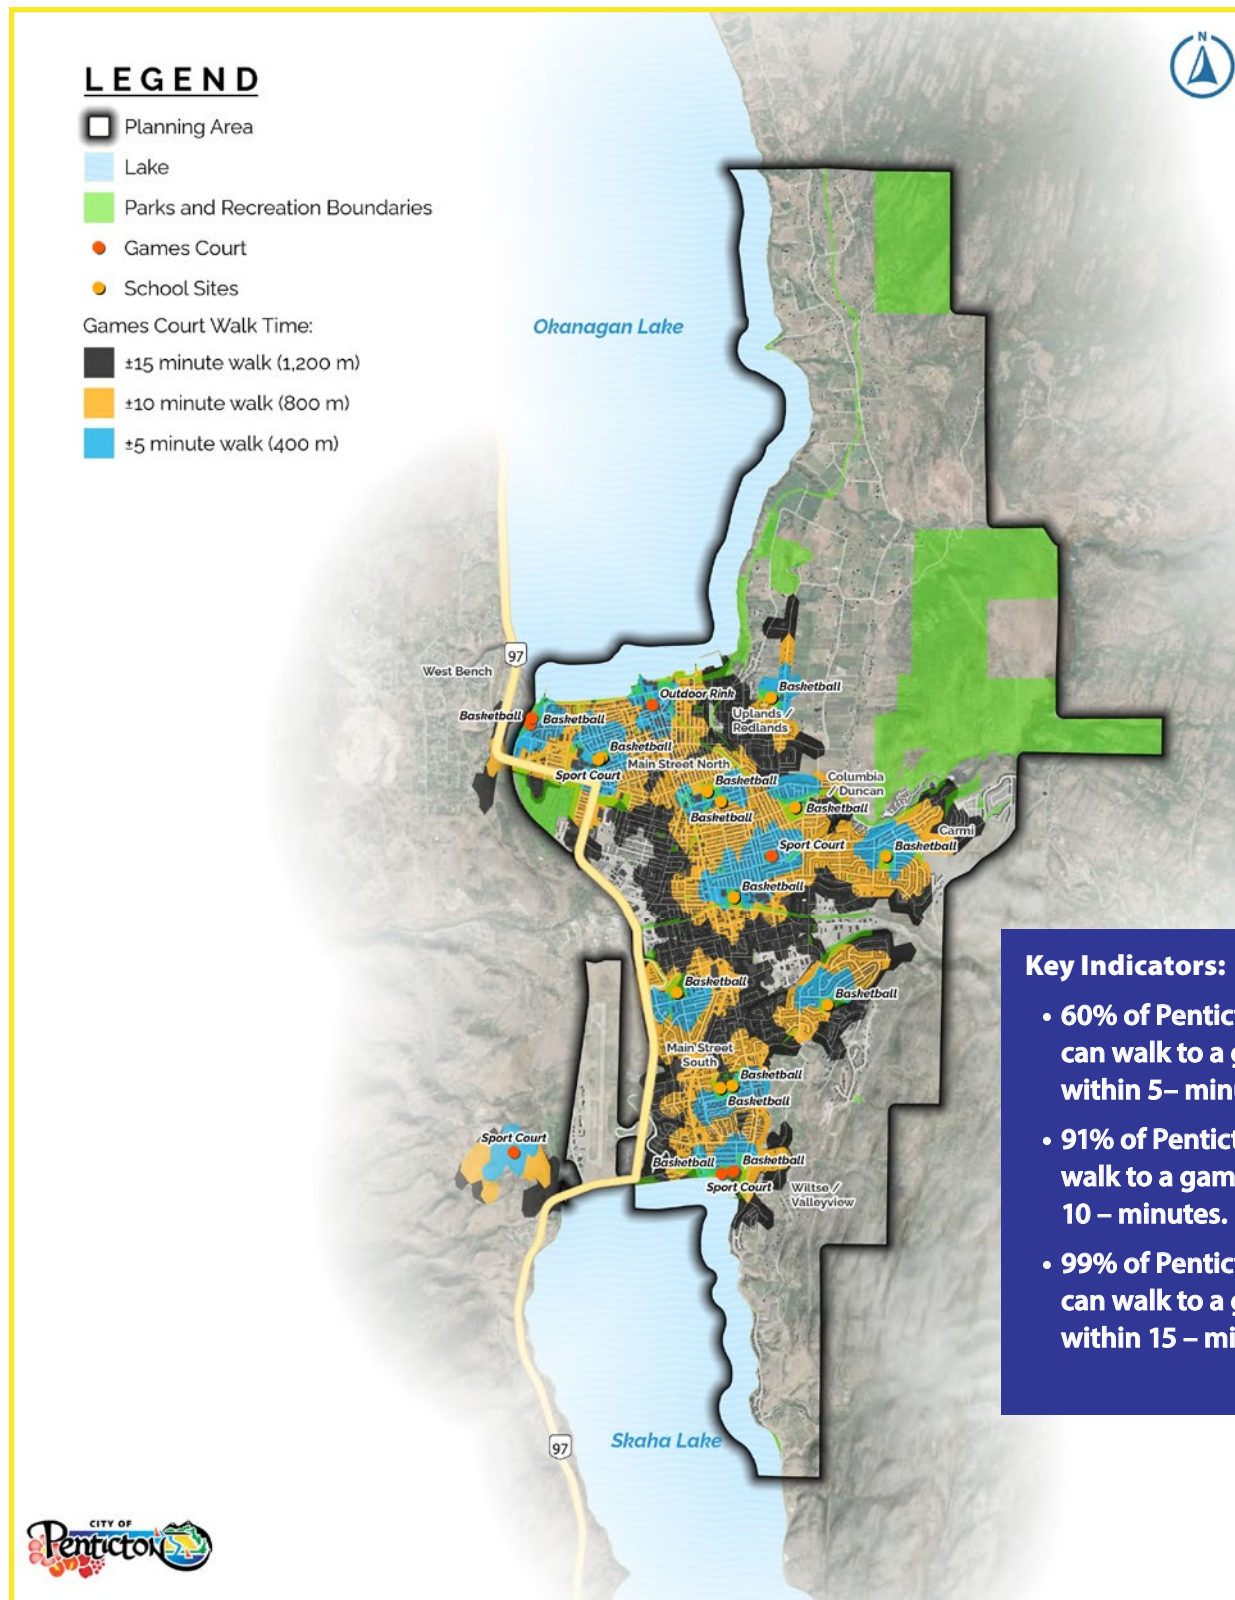 N
LEGEND
Planning Area
Lake
Parks and Recreation Boundaries
Games Court
School Sites
Games Court Walk Time:
±15 minute walk (1,200 m)
±10 minute walk (800 m)
±5 minute walk (400 m)
Okanagan Lake
97
West Bench
Basketball
Basketball
Outdoor Rink
Basketball
Uplands /
Redlands
Basketball
Main Street North
Sport Court
Basketball
Basketball
Columbia
/ Duncan
Basketball
Carmi
Sport Court
Basketball
Basketball
Basketball
Basketball
Main Street
South
Basketball
Basketball
Sport Court
Basketball
Basketball
Sport Court
Wiltse /
Valleyview
Key Indicators:
• 60% of Pentic
can walk to a g
within 5– minu
• 91% of Pentict
walk to a gam
10 – minutes.
• 99% of Pentic
can walk to a g
within 15 – mi
Skaha Lake
97
CITY OF
Penticton